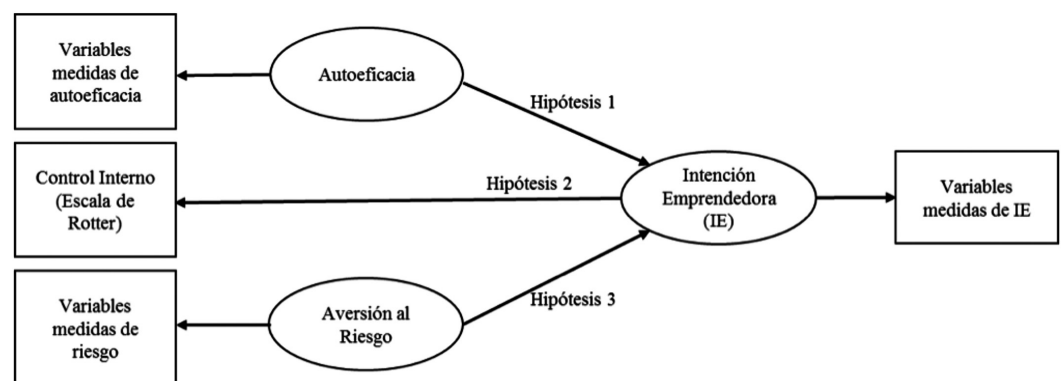 Variables
medidas de
autoeficacia
Autoeficacia
Hipótesis 1
Control Interno
(Escala de
Rotter)
Hipótesis 2
Intención
Emprendedora
(IE)
Variables
medidas de IE
Variables
medidas de
riesgo
Aversión al
Riesgo
Hipótesis 3